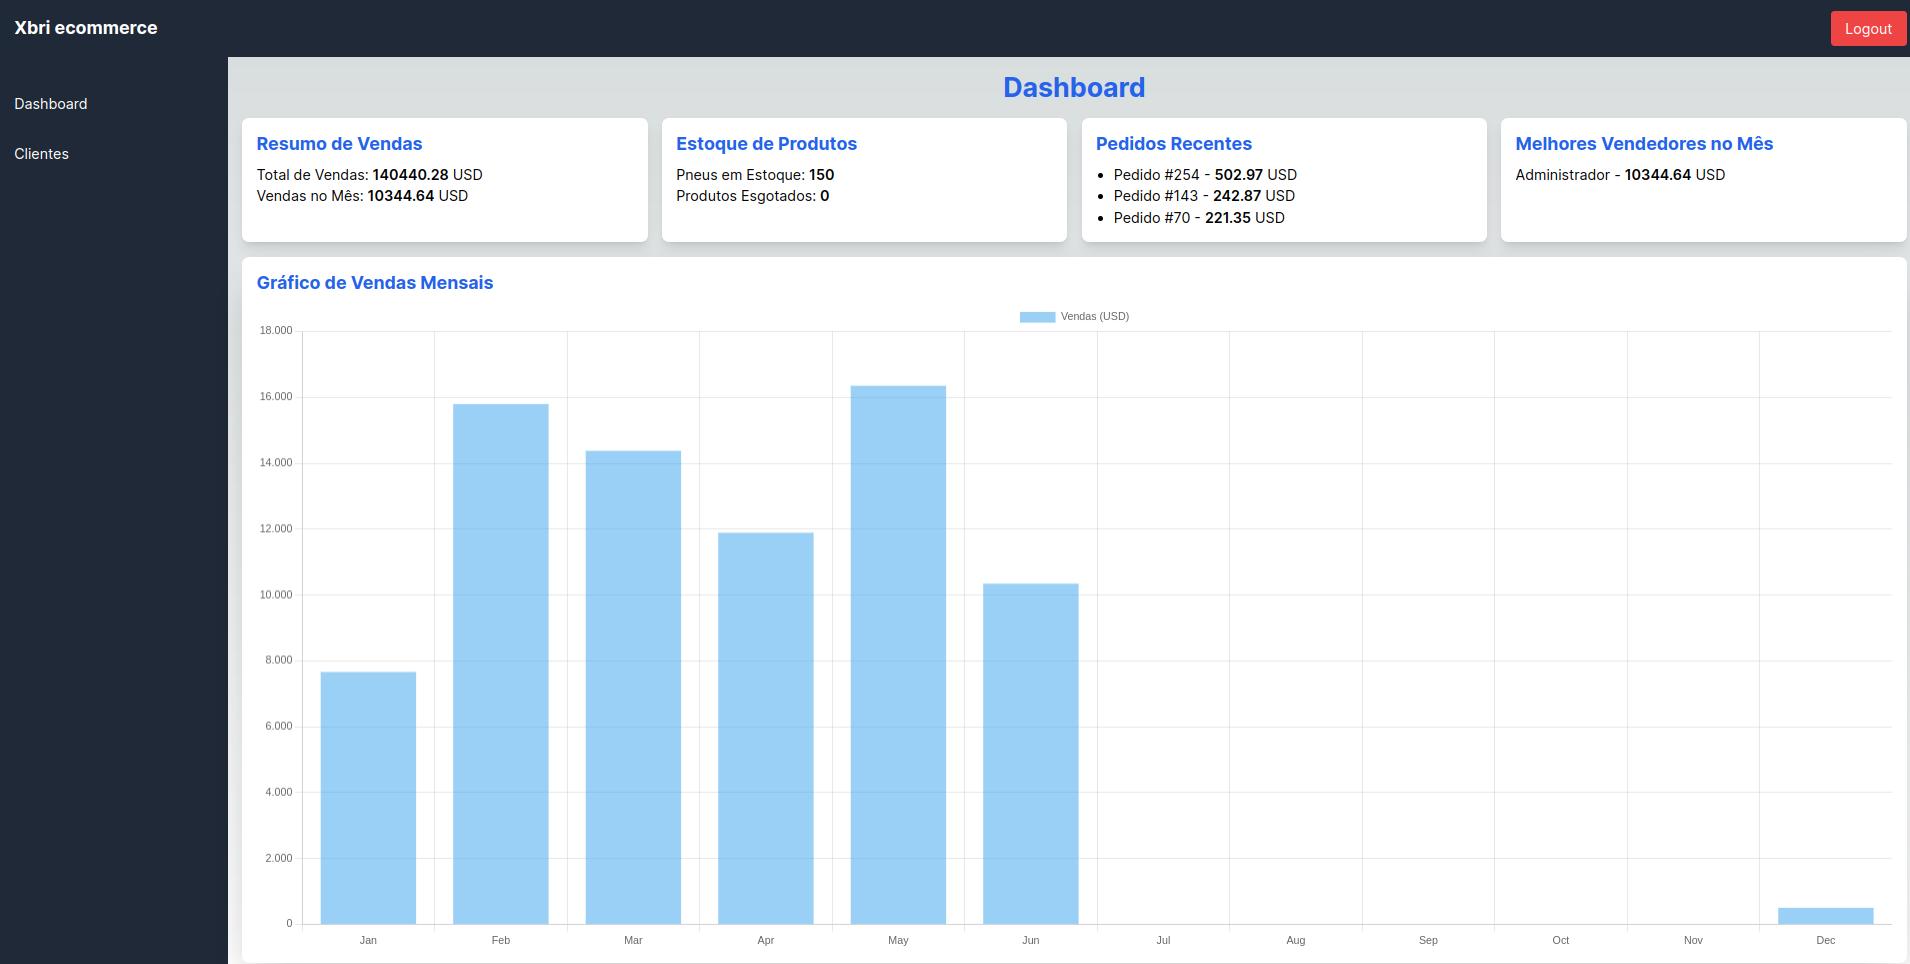 Xbri ecommerce
Logout
Dashboard
Clientes
Dashboard
Resumo de Vendas
Total de Vendas: 140440.28 USD
Vendas no Mês: 10344.64 USD
Estoque de Produtos
Pneus em Estoque: 150
Produtos Esgotados: 0
Pedidos Recentes
Pedido #254 - 502.97 USD
Pedido #143 - 242.87 USD
Pedido #70 - 221.35 USD
Melhores Vendedores no Mês
Administrador - 10344.64 USD
Gráfico de Vendas Mensais
Vendas (USD)
18.000
16.000
14.000
12.000
10.000
8.000
6.000
4.000
2.000
0
Jan Feb Mar Apr May Jun Jul Aug Sep Oct Nov Dec